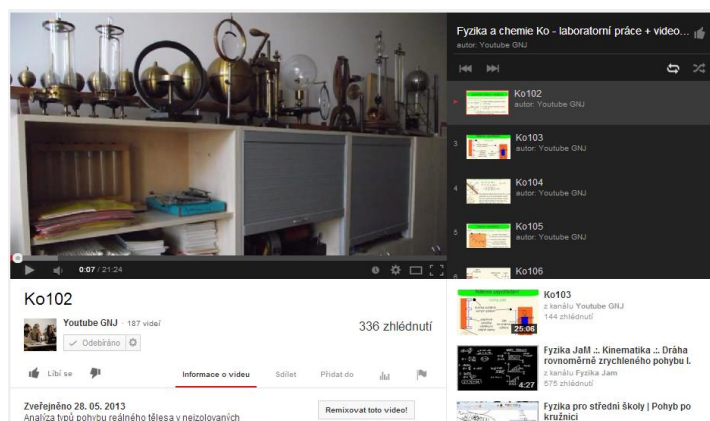 Fyzika a chemie Ko - laboratorní práce + video...
autor: Youtube GNJ
Ko102
autor: Youtube GNJ
3
Ko103
autor: Youtube GNJ
4
Ko104
autor: Youtube GNJ
5
Ko105
autor: Youtube GNJ
6
Ko106
0:07 / 21:24
Ko102
Youtube GNJ · 187 videí
Odebíráno
336 zhlédnutí
Líbí se
Informace o videu
Sdílet
Přidat do
Zveřejněno 28. 05. 2013
Analýza typů pohybu reálného tělesa v neizolovaných
Remixovat toto video!
25:06
Ko103
z kanálu Youtube GNJ
144 zhlédnutí
4:27
Fyzika JaM .:. Kinematika .:. Dráha
rovnoměrně zrychleného pohybu I.
z kanálu Fyzika Jam
575 zhlédnutí
Fyzika pro střední školy | Pohyb po
kružnici